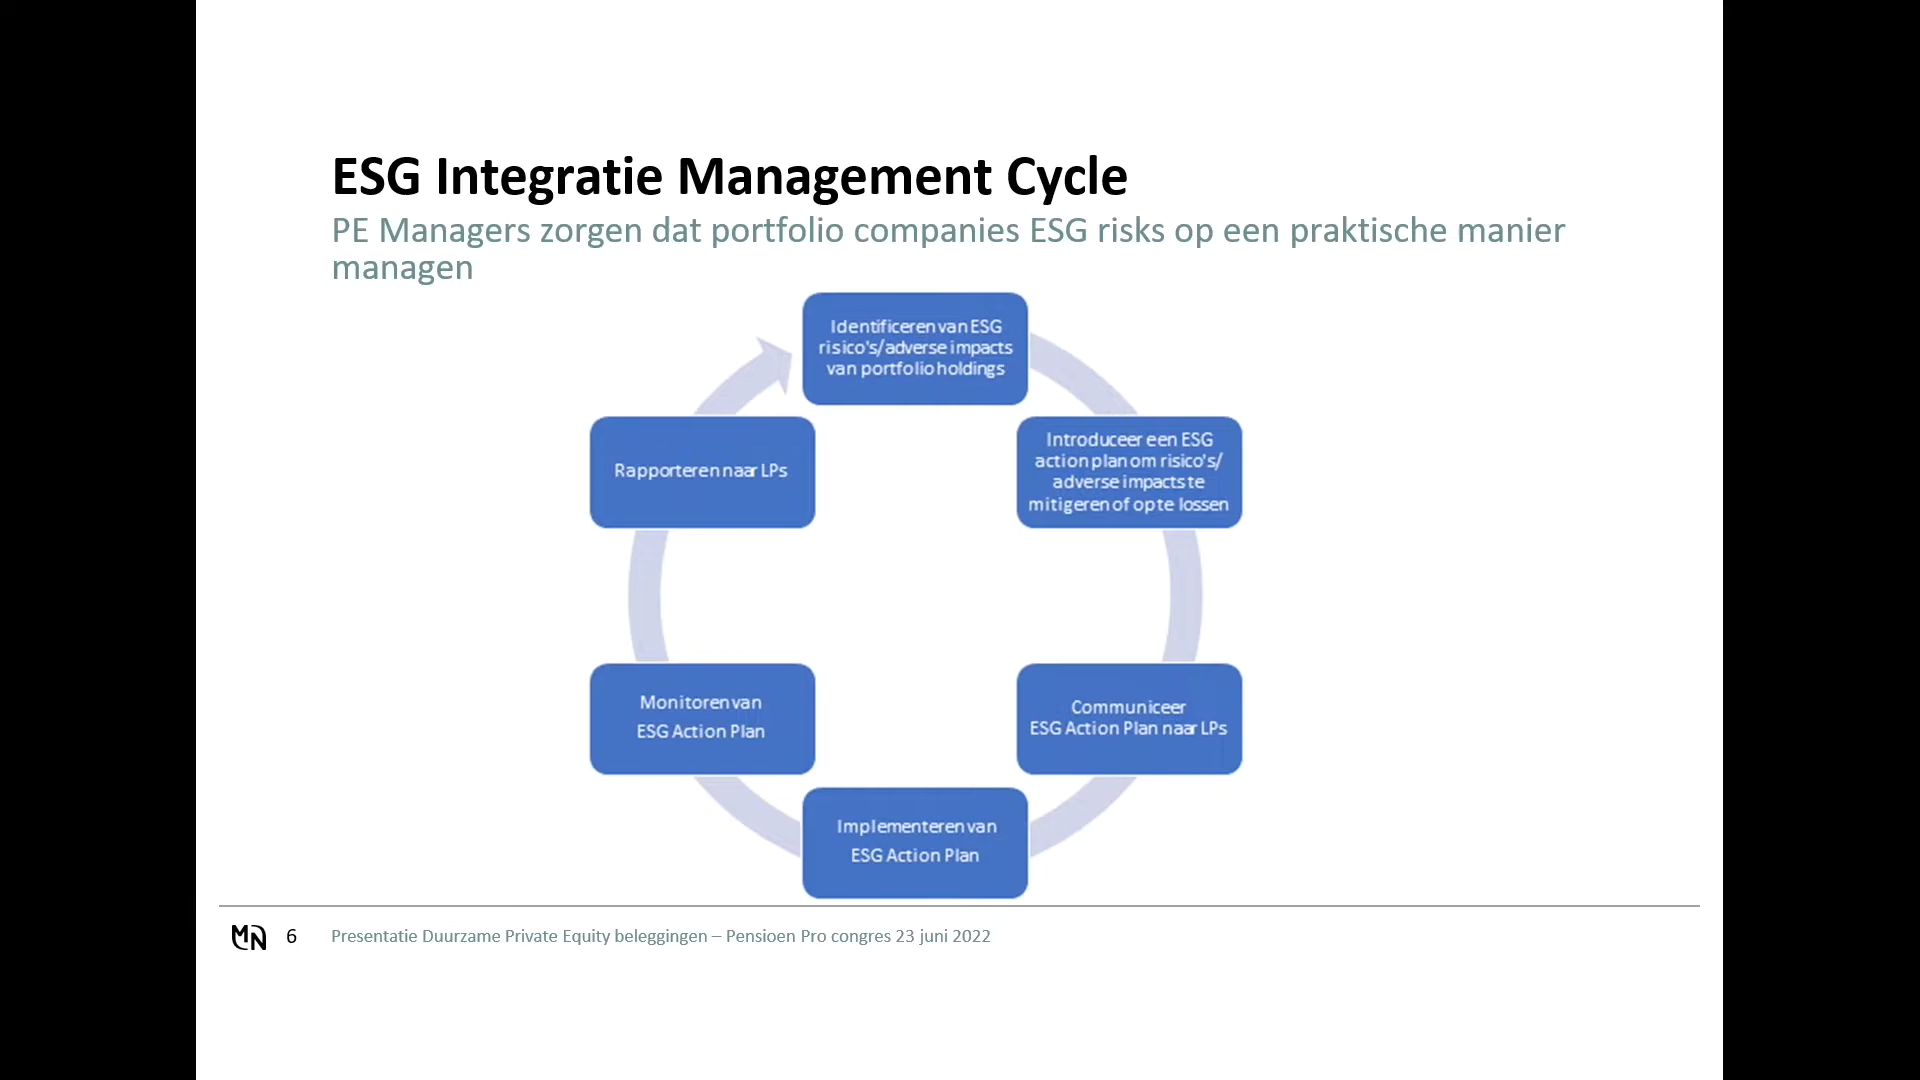 ESG Integratie Management Cycle
PE Managers zorgen dat portfolio companies ESG risks op een praktische manier
managen
Identificeren van ESG
risico's/adverse impacts
van portfolio holdings
Introduceer een ESG
action plan om risico's/
adverse impacts te
mitigeren of op te lossen
Communiceer
ESG Action Plan naar LPs
Implementeren van
ESG Action Plan
Monitoren van
ESG Action Plan
Rapporteren naar LPs
MN 6 Presentatie Duurzame Private Equity beleggingen – Pensioen Pro congres 23 juni 2022